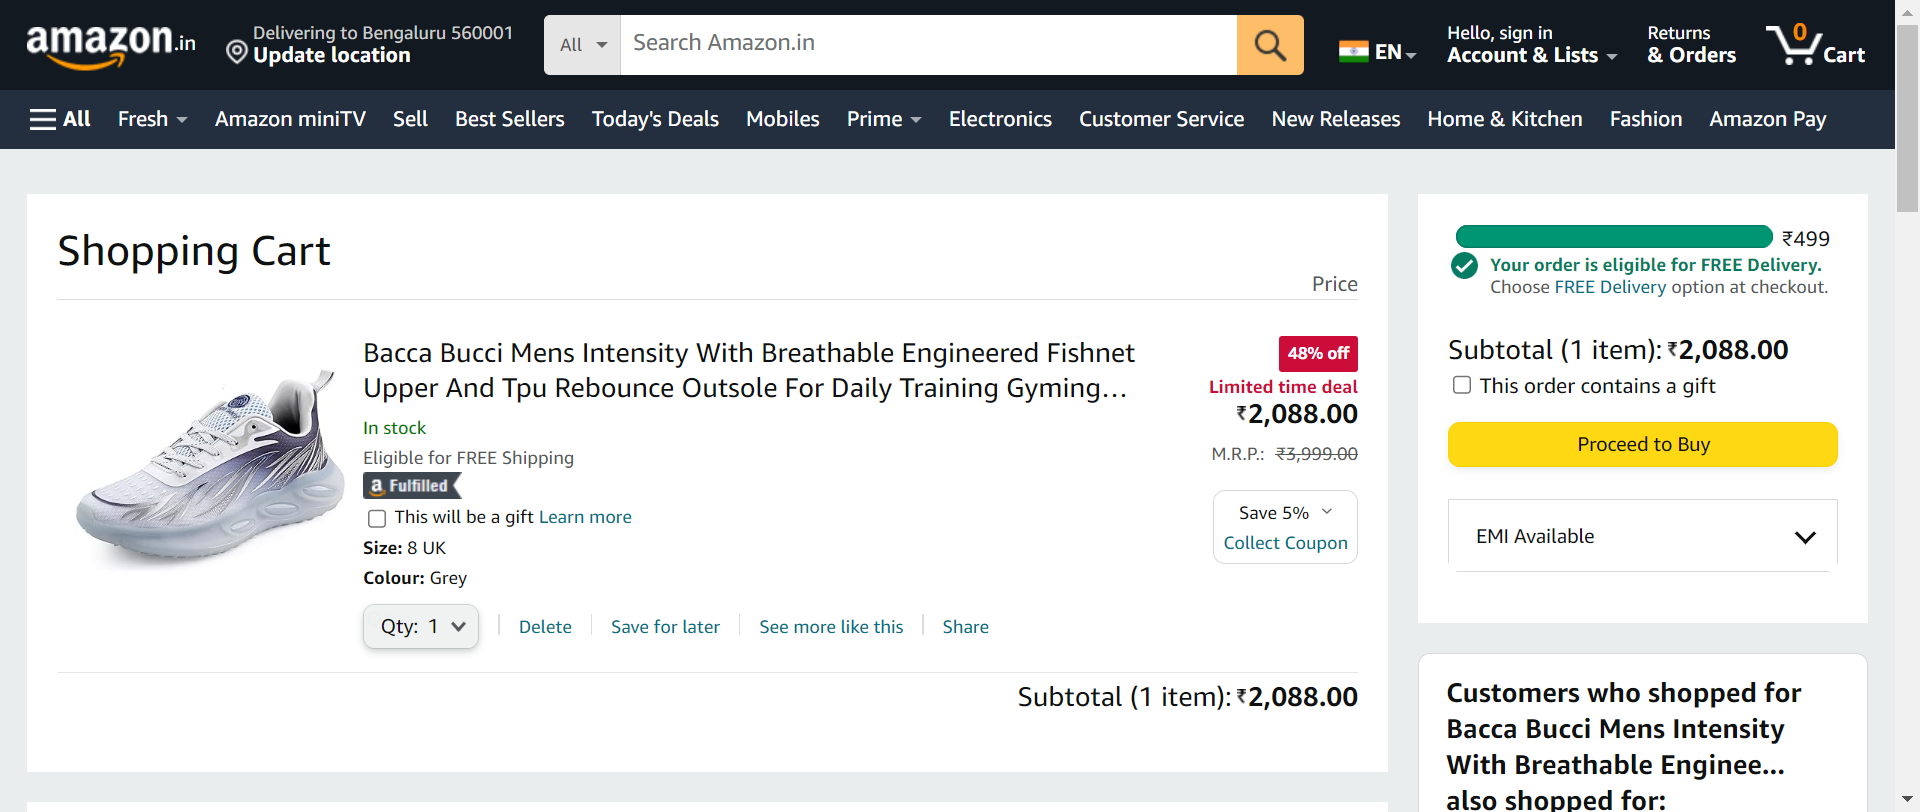 amazon.in
Delivering to Bengaluru 560001
Update location
All
Search Amazon.in
EN
Hello, sign in
Account & Lists
Returns
& Orders
0
Cart
All
Fresh
Amazon miniTV
Sell
Best Sellers
Today's Deals
Mobiles
Prime
Electronics
Customer Service
New Releases
Home & Kitchen
Fashion
Amazon Pay
Shopping Cart
Price
Bacca Bucci Mens Intensity With Breathable Engineered Fishnet
Upper And Tpu Rebounce Outsole For Daily Training Gyming...
In stock
Eligible for FREE Shipping
a Fulfilled
This will be a gift Learn more
Size: 8 UK
Colour: Grey
Qty: 1
Delete
Save for later
See more like this
Share
48% off
Limited time deal
₹2,088.00
M.R.P.: ₹3,999.00
Save 5%
Collect Coupon
Subtotal (1 item): ₹2,088.00
₹499
Your order is eligible for FREE Delivery.
Choose FREE Delivery option at checkout.
Subtotal (1 item): ₹2,088.00
This order contains a gift
Proceed to Buy
EMI Available
Customers who shopped for
Bacca Bucci Mens Intensity
With Breathable Enginee...
also shopped for: